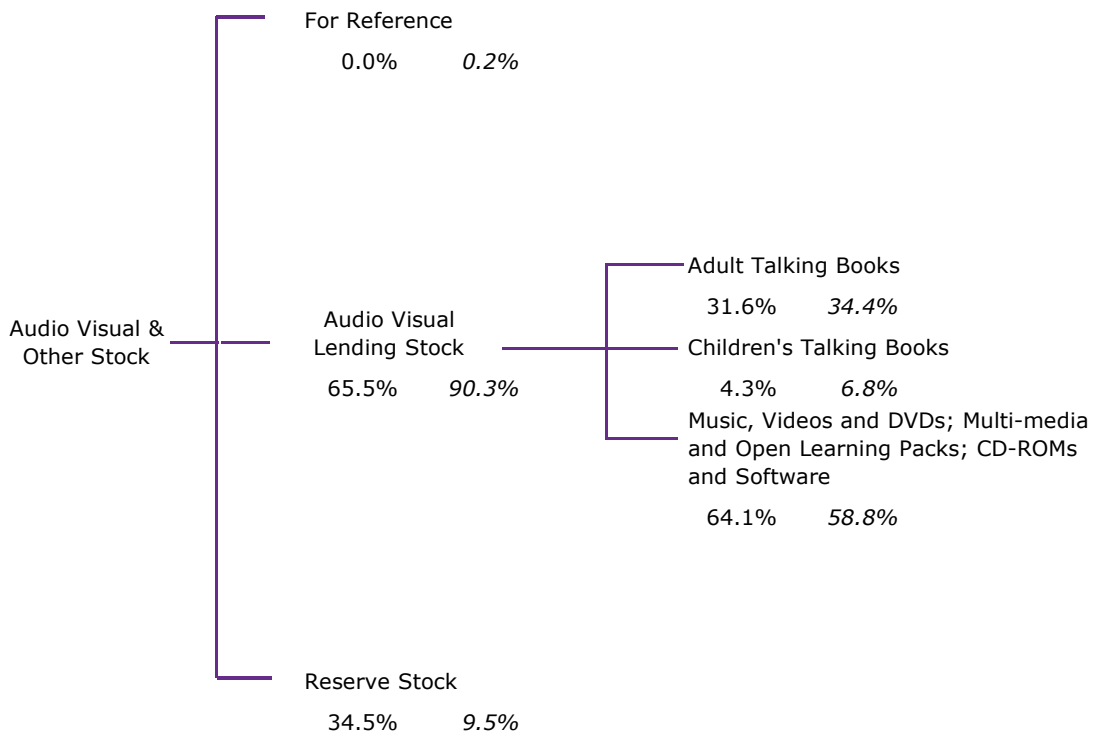 For Reference
0.0% 0.2%
Audio Visual &
Other Stock
Audio Visual
Lending Stock
65.5% 90.3%
Adult Talking Books
31.6% 34.4%
Children's Talking Books
4.3% 6.8%
Music, Videos and DVDs; Multi-media
and Open Learning Packs; CD-ROMs
and Software
64.1% 58.8%
Reserve Stock
34.5% 9.5%